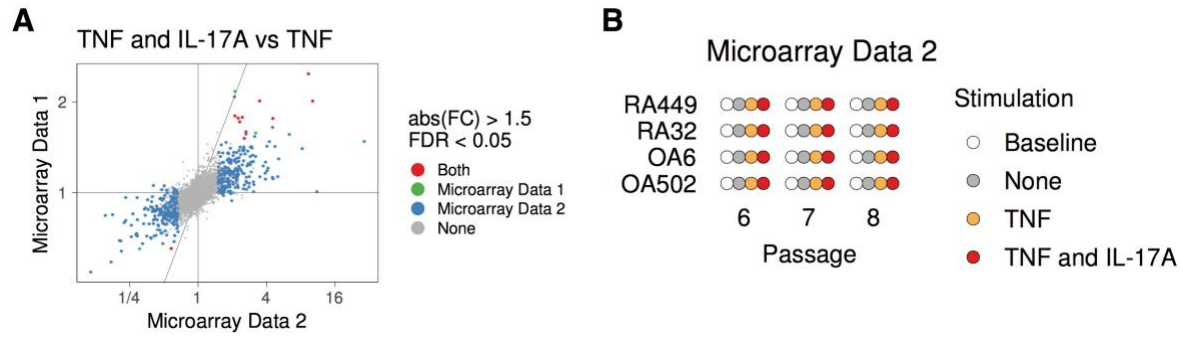 A
TNF and IL-17A vs TNF
Microarray Data 1
2
1
1/4
1
4
16
Microarray Data 2
abs(FC) > 1.5
FDR < 0.05
Both
Microarray Data 1
Microarray Data 2
None
B
Microarray Data 2
RA449
RA32
OA6
OA502
6
7
8
Passage
Stimulation
Baseline
None
TNF
TNF and IL-17A